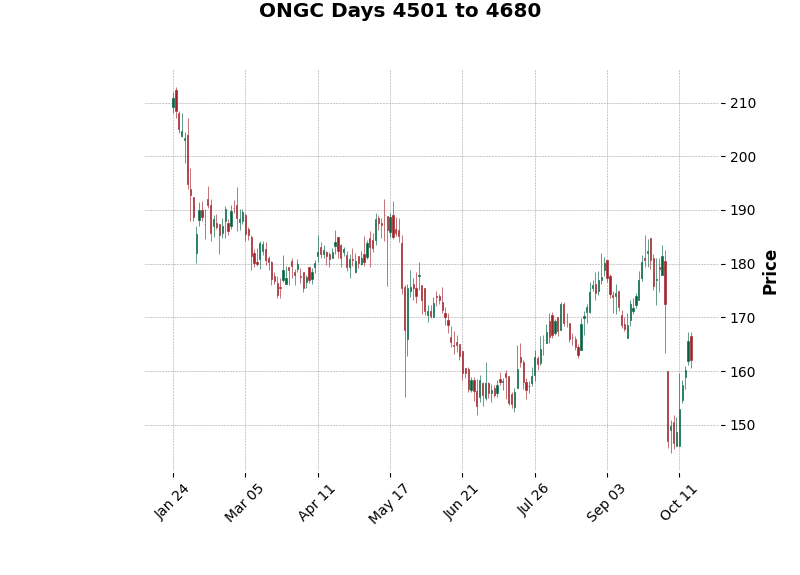 ONGC Days 4501 to 4680
210
200
190
180
170
160
150
Price
Jan 24
Mar 05
Apr 11
May 17
Jun 21
Jul 26
Sep 03
Oct 11